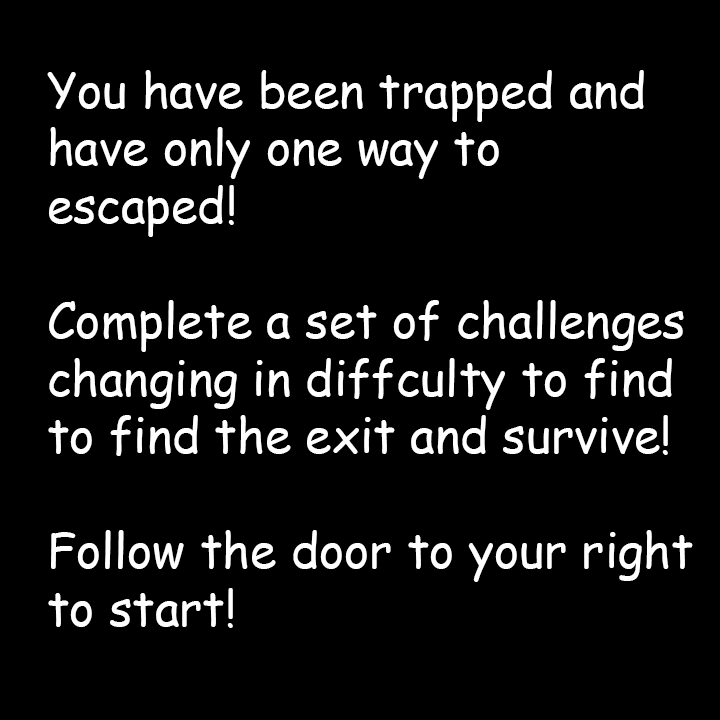 You have been trapped and
have only one way to
escaped!
Complete a set of challenges
changing in diffculty to find
to find the exit and survive!
Follow the door to your right
to start!